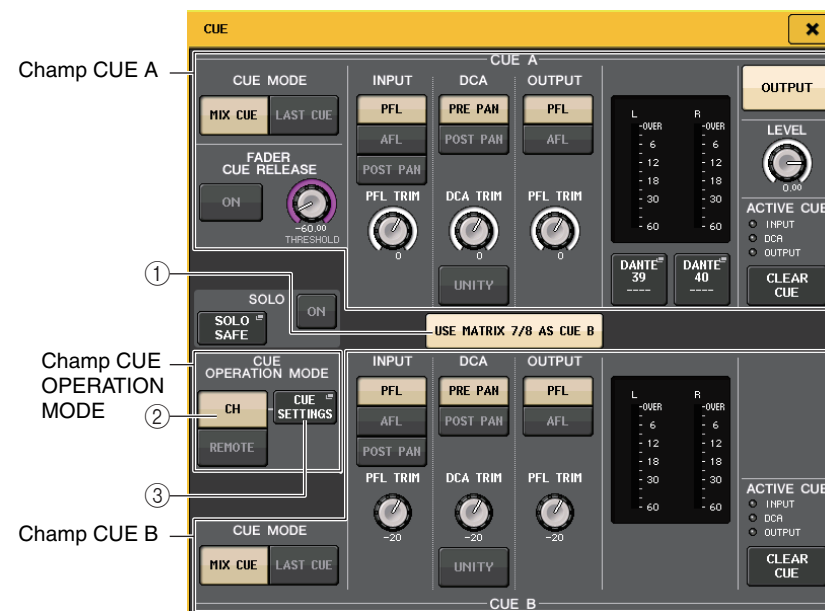 CUE
CUE A
Champ CUE A
CUE MODE
MIX CUE
LAST CUE
FADER
CUE RELEASE
ON
-60.00
THRESHOLD
INPUT
PFL
AFL
POST PAN
PFL TRIM
0
DCA
PRE PAN
POST PAN
DCA TRIM
0
UNITY
OUTPUT
PFL
AFL
PFL TRIM
0
L
R
-OVER
-OVER
- 6
- 6
- 12
- 12
- 18
- 18
- 30
- 30
- 60
- 60
DANTE
39
----
DANTE
40
----
OUTPUT
LEVEL
0.00
ACTIVE CUE
INPUT
DCA
OUTPUT
CLEAR
CUE
1
SOLO
ON
SOLO
SAFE
USE MATRIX 7/8 AS CUE B
Champ CUE
OPERATION
MODE
CUE
OPERATION MODE
2
CH
CUE
SETTINGS
REMOTE
3
Champ CUE B
CUE MODE
MIX CUE
LAST CUE
INPUT
PFL
AFL
POST PAN
PFL TRIM
-20
DCA
PRE PAN
POST PAN
DCA TRIM
-20
UNITY
OUTPUT
PFL
AFL
PFL TRIM
-20
L
R
-OVER
-OVER
- 6
- 6
- 12
- 12
- 18
- 18
- 30
- 30
- 60
- 60
ACTIVE CUE
INPUT
DCA
OUTPUT
CLEAR
CUE
CUE B